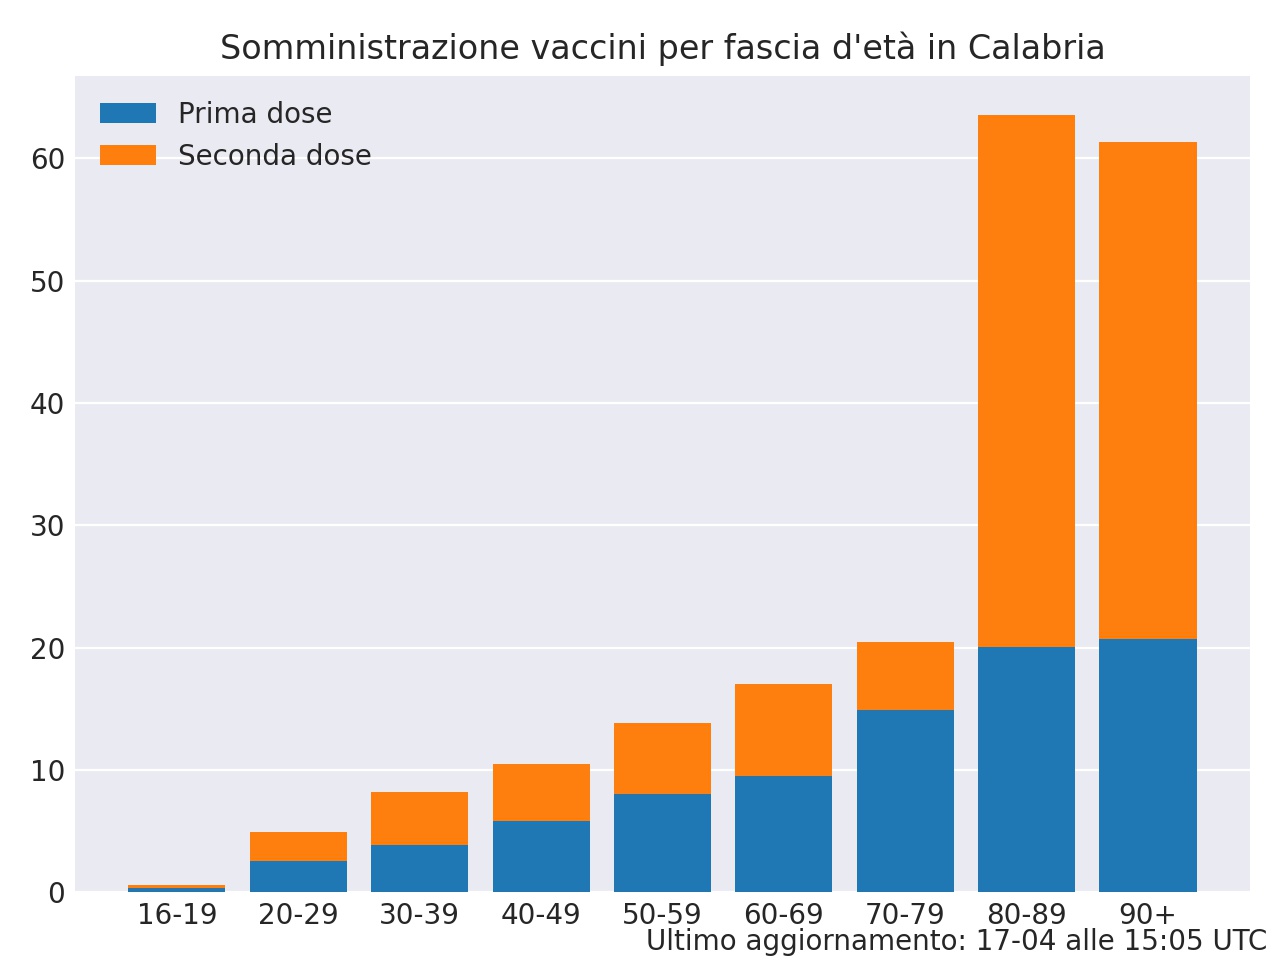 Somministrazione vaccini per fascia d'età in Calabria
Prima dose
Seconda dose
60
50
40
30
20
10
0
16-19 20-29 30-39 40-49 50-59 60-69 70-79 80-89 90+
Ultimo aggiornamento: 17-04 alle 15:05 UTC